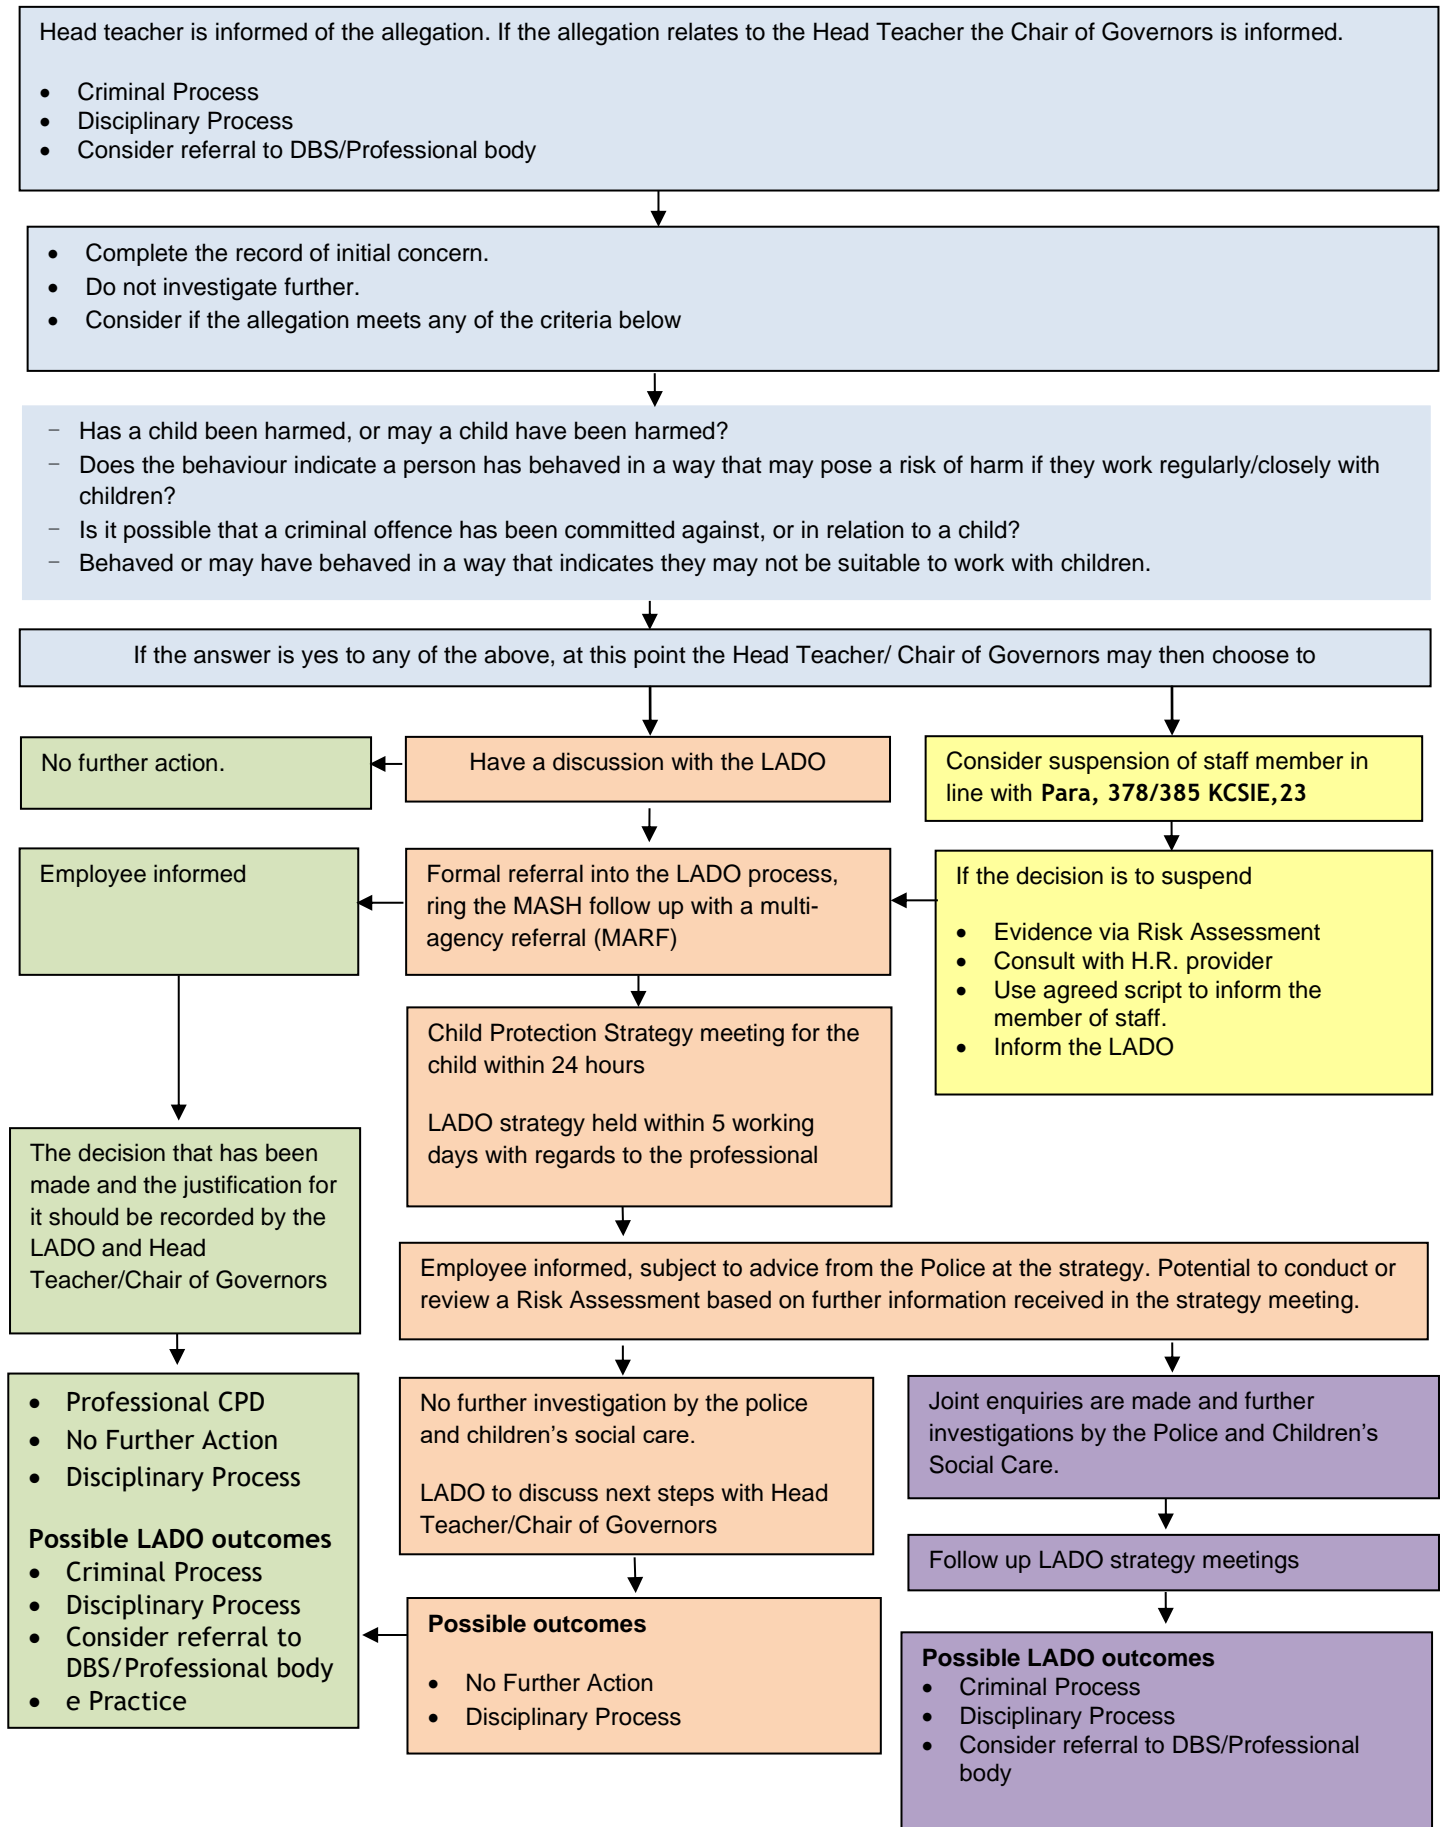 Head teacher is informed of the allegation. If the allegation relates to the Head Teacher the Chair of Governors is informed.
• Criminal Process
• Disciplinary Process
• Consider referral to DBS/Professional body
• Complete the record of initial concern.
• Do not investigate further.
• Consider if the allegation meets any of the criteria below
− Has a child been harmed, or may a child have been harmed?
− Does the behaviour indicate a person has behaved in a way that may pose a risk of harm if they work regularly/closely with
children?
− Is it possible that a criminal offence has been committed against, or in relation to a child?
− Behaved or may have behaved in a way that indicates they may not be suitable to work with children.
If the answer is yes to any of the above, at this point the Head Teacher/ Chair of Governors may then choose to
No further action.
Have a discussion with the LADO
Consider suspension of staff member in
line with Para, 378/385 KCSIE,23
Employee informed
Formal referral into the LADO process,
ring the MASH follow up with a multi-
agency referral (MARF)
If the decision is to suspend
• Evidence via Risk Assessment
• Consult with H.R. provider
• Use agreed script to inform the
member of staff.
• Inform the LADO
Child Protection Strategy meeting for the
child within 24 hours
LADO strategy held within 5 working
days with regards to the professional
The decision that has been
made and the justification for
it should be recorded by the
LADO and Head
Teacher/Chair of Governors
Employee informed, subject to advice from the Police at the strategy. Potential to conduct or
review a Risk Assessment based on further information received in the strategy meeting.
• Professional CPD
• No Further Action
• Disciplinary Process
Possible LADO outcomes
• Criminal Process
• Disciplinary Process
• Consider referral to
DBS/Professional body
• e Practice
No further investigation by the police
and children’s social care.
LADO to discuss next steps with Head
Teacher/Chair of Governors
Joint enquiries are made and further
investigations by the Police and Children’s
Social Care.
Follow up LADO strategy meetings
Possible outcomes
• No Further Action
• Disciplinary Process
Possible LADO outcomes
• Criminal Process
• Disciplinary Process
• Consider referral to DBS/Professional
body